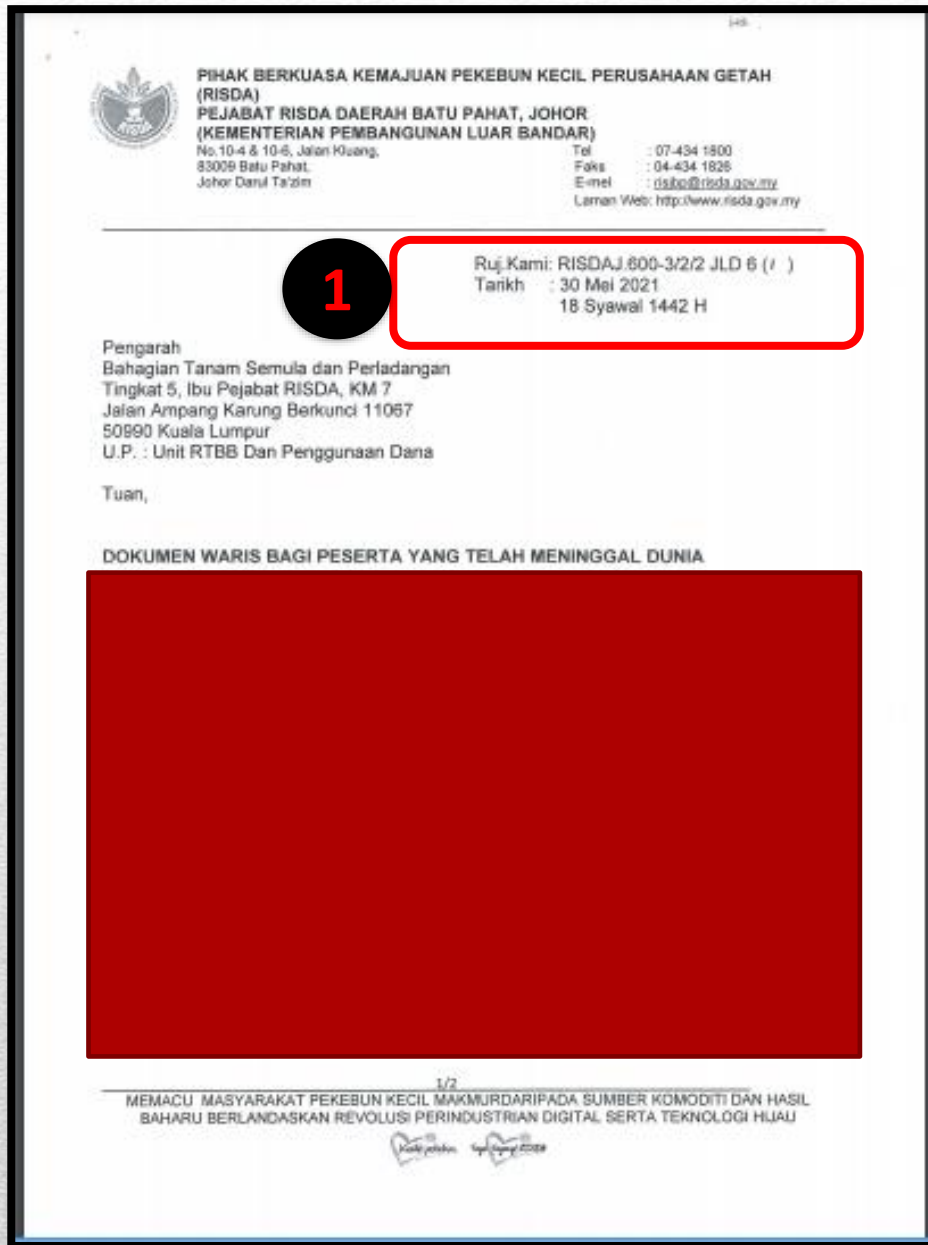 PIHAK BERKUASA KEMAJUAN PEKEBUN KECIL PERUSAHAAN GETAH
(RISDA)
PEJABAT RISDA DAERAH BATU PAHAT, JOHOR
(KEMENTERIAN PEMBANGUNAN LUAR BANDAR)
No.10-4 & 10-6, Jalan Kluang,
83009 Batu Pahat,
Johor Darul Ta'zim
Tel : 07-434 1800
Faks : 04-434 1826
E-mel : risjbp@risda.gov.my
Laman Web: http://www.risda.gov.my
1
Ruj.Kami: RISDAJ.600-3/2/2 JLD 6 ( )
Tarikh : 30 Mei 2021
18 Syawal 1442 H
Pengarah
Bahagian Tanam Semula dan Perladangan
Tingkat 5, Ibu Pejabat RISDA, KM 7
Jalan Ampang Karung Berkunci 11067
50990 Kuala Lumpur
U.P. : Unit RTBB Dan Penggunaan Dana
Tuan,
DOKUMEN WARIS BAGI PESERTA YANG TELAH MENINGGAL DUNIA
1/2
MEMACU MASYARAKAT PEKEBUN KECIL MAKMURDARIPADA SUMBER KOMODITI DAN HASIL
BAHARU BERLANDASKAN REVOLUSI PERINDUSTRIAN DIGITAL SERTA TEKNOLOGI HIJAU